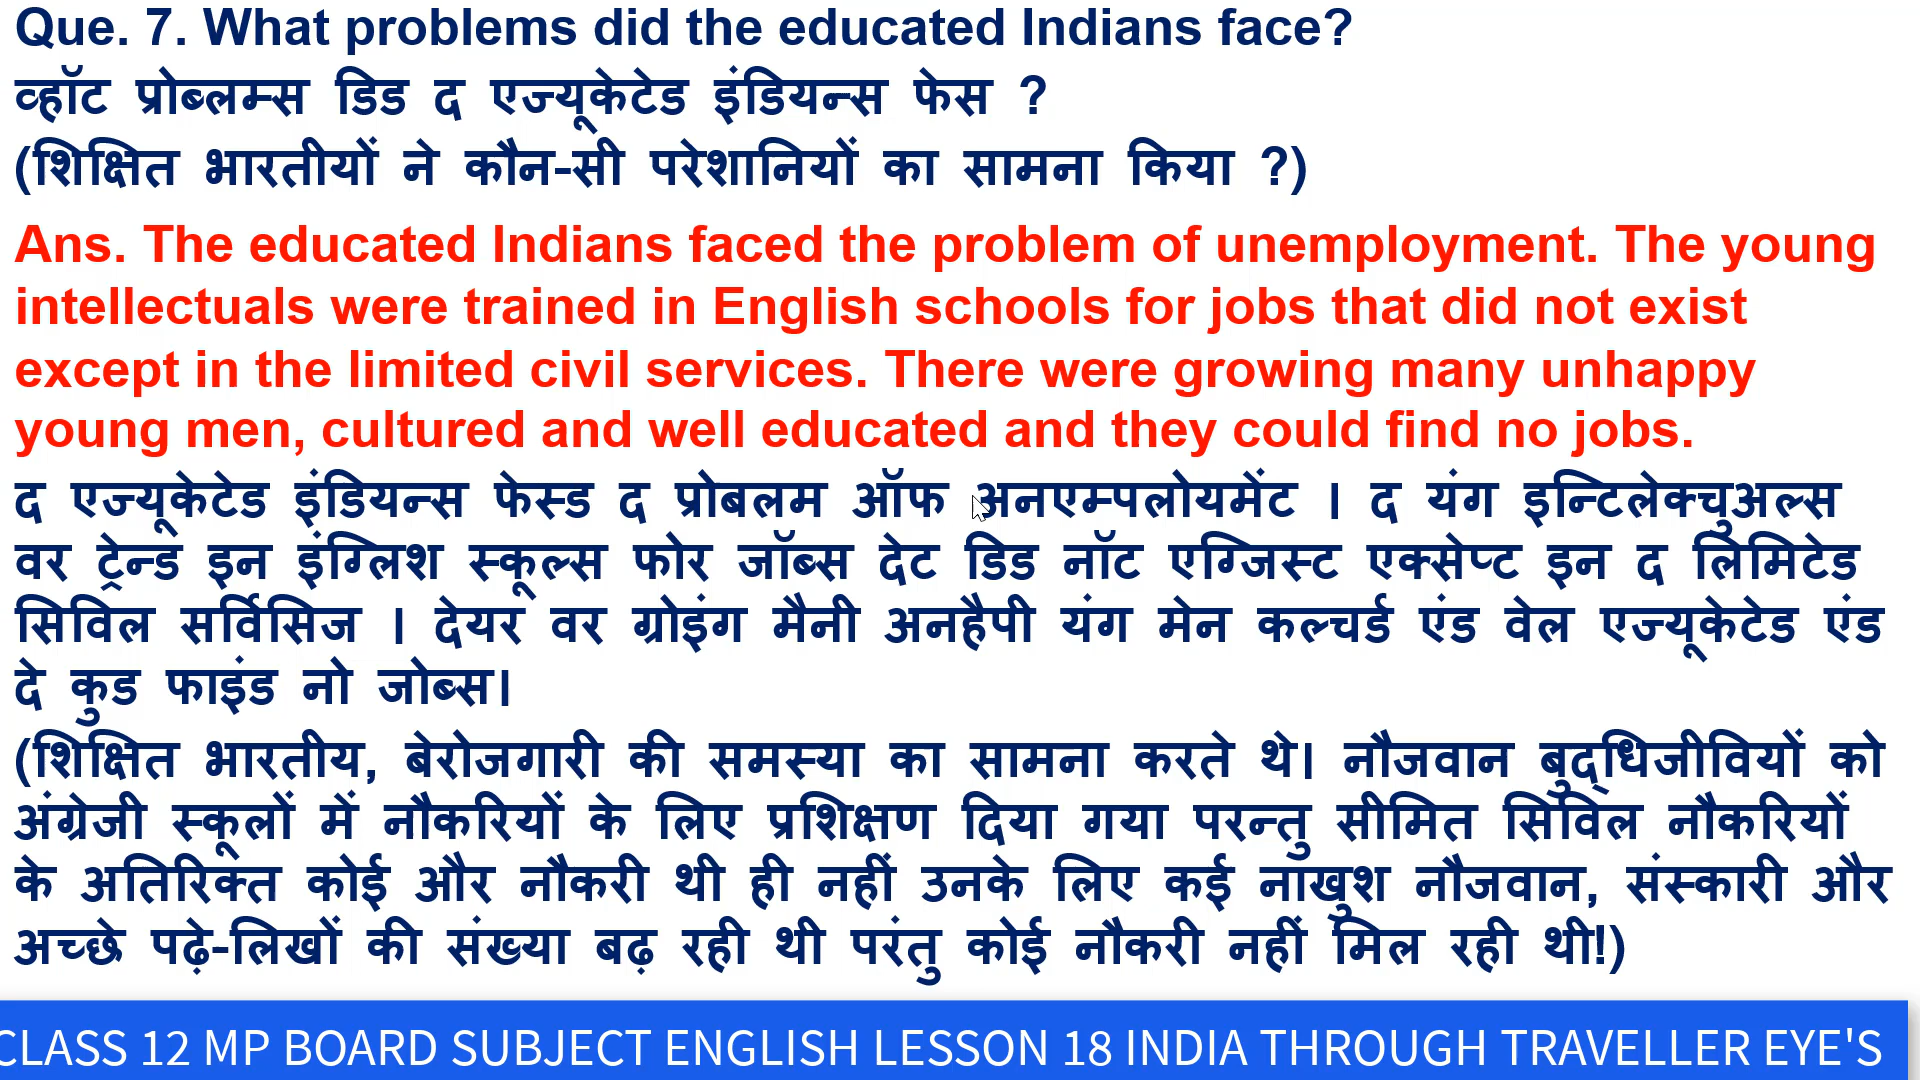 Que. 7. What problems did the educated Indians face?
व्हॉट प्रोब्लम्स डिड द एज्यूकेटेड इंडियन्स फेस ?
(शिक्षित भारतीयों ने कौन-सी परेशानियों का सामना किया ?)
Ans. The educated Indians faced the problem of unemployment. The young
intellectuals were trained in English schools for jobs that did not exist
except in the limited civil services. There were growing many unhappy
young men, cultured and well educated and they could find no jobs.
द एज्यूकेटेड इंडियन्स फेस्ड द प्रोबलम ऑफ अनएम्पलोयमेंट । द यंग इन्टिलेक्चुअल्स
वर ट्रेन्ड इन इंग्लिश स्कूल्स फोर जॉब्स देट डिड नॉट एग्जिस्ट एक्सेप्ट इन द लिमिटेड
सिविल सर्विसिज । देयर वर ग्रोइंग मैनी अनहैपी यंग मेन कल्चर्ड एंड वेल एज्यूकेटेड एंड
दे कुड फाइंड नो जोब्स।
(शिक्षित भारतीय, बेरोजगारी की समस्या का सामना करते थे। नौजवान बुद्धिजीवियों को
अंग्रेजी स्कूलों में नौकरियों के लिए प्रशिक्षण दिया गया परन्तु सीमित सिविल नौकरियों
के अतिरिक्त कोई और नौकरी थी ही नहीं उनके लिए कई नाखुश नौजवान, संस्कारी और
अच्छे पढ़े-लिखों की संख्या बढ़ रही थी परंतु कोई नौकरी नहीं मिल रही थी!)
CLASS 12 MP BOARD SUBJECT ENGLISH LESSON 18 INDIA THROUGH TRAVELLER EYE'S